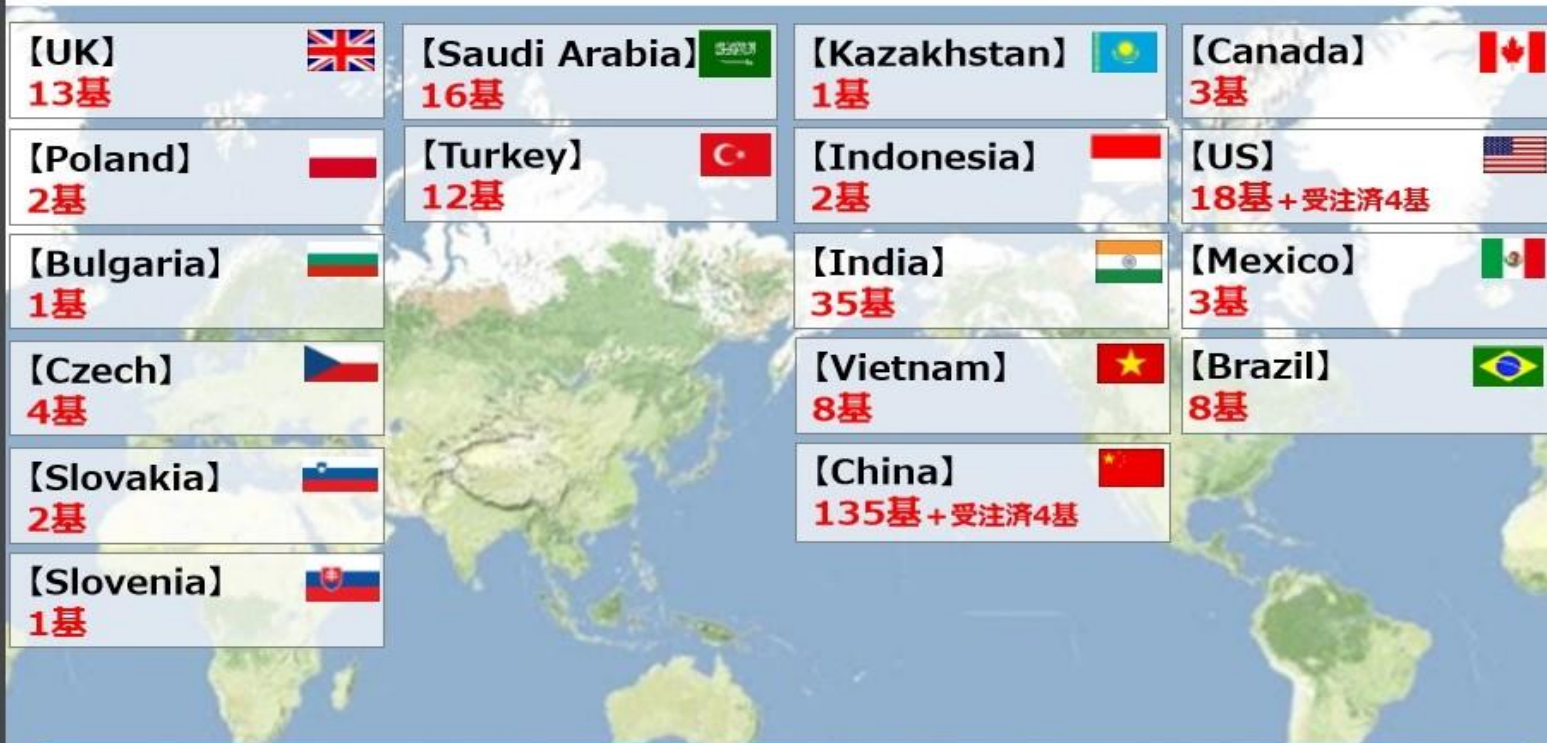 【UK】
13基
【Poland】
2基
【Bulgaria】
1基
【Czech】
4基
【Slovakia】
2基
【Slovenia】
1基
【Saudi Arabia】
16基
【Turkey】
12基
【Kazakhstan】
1基
【Indonesia】
2基
【India】
35基
【Vietnam】
8基
【China】
135基+受注済4基
【Canada】
3基
【US】
18基+受注済4基
【Mexico】
3基
【Brazil】
8基